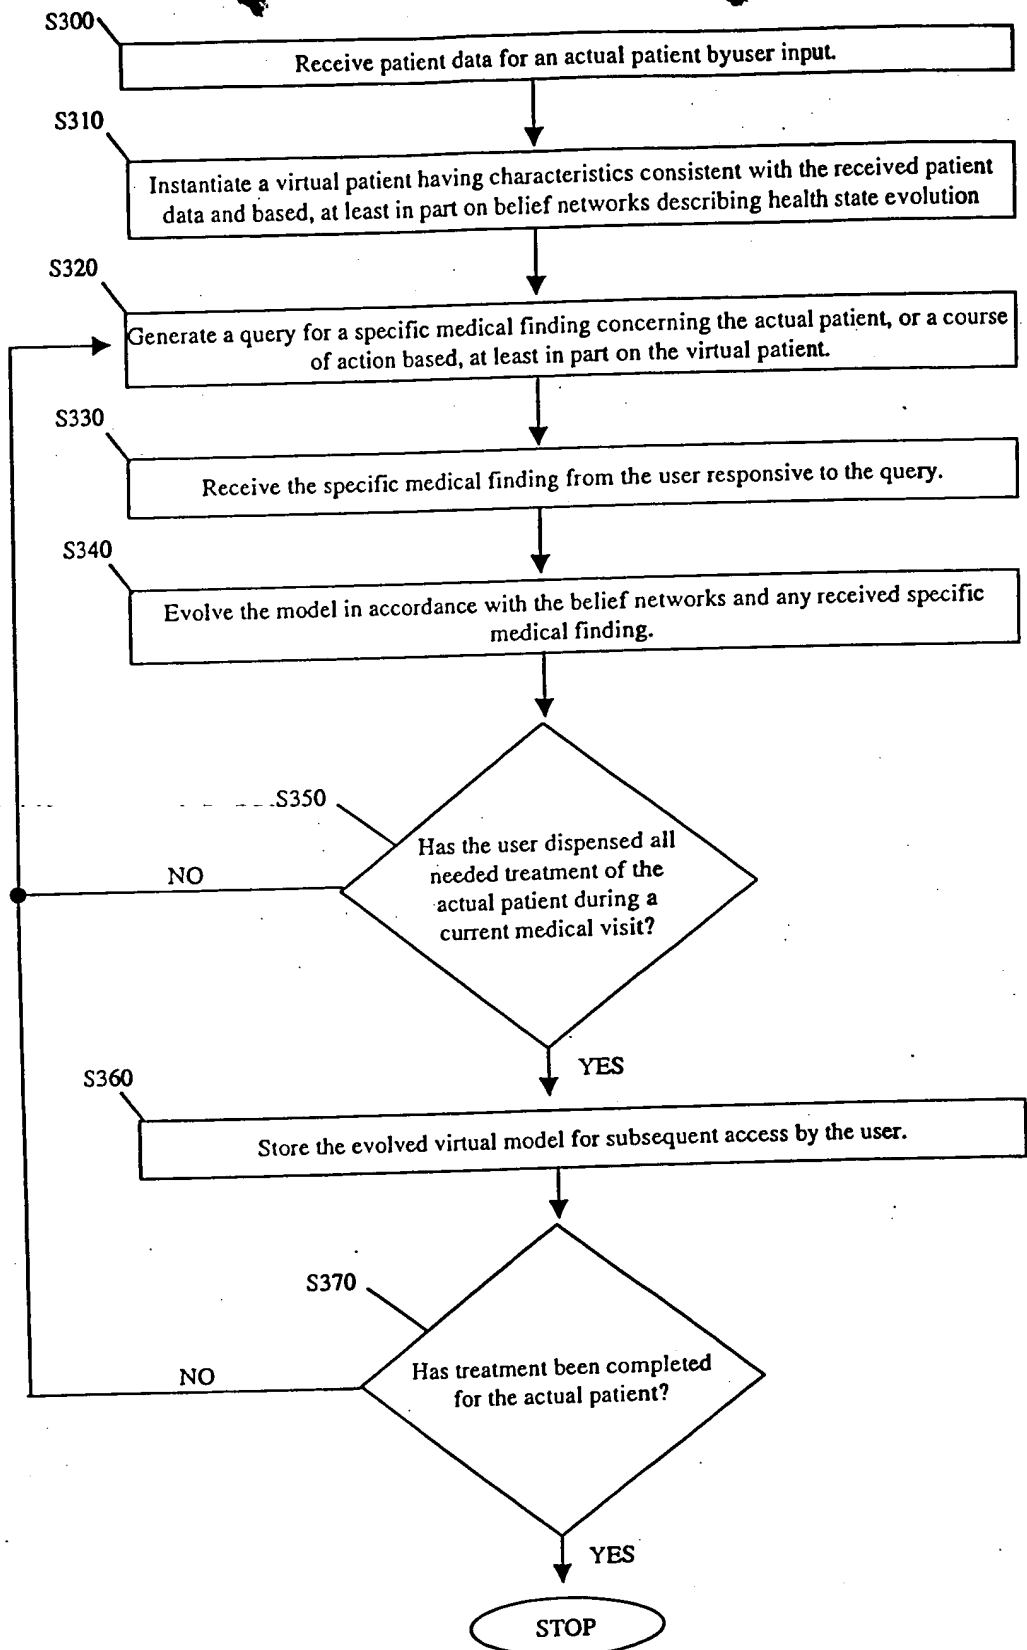 S300
Receive patient data for an actual patient byuser input.
S310
Instantiate a virtual patient having characteristics consistent with the received patient
data and based, at least in part on belief networks describing health state evolution
S320
Generate a query for a specific medical finding concerning the actual patient, or a course
of action based, at least in part on the virtual patient.
S330
Receive the specific medical finding from the user responsive to the query.
S340
Evolve the model in accordance with the belief networks and any received specific
medical finding.
S350
Has the user dispensed all
needed treatment of the
actual patient during a
current medical visit?
NO
YES
S360
Store the evolved virtual model for subsequent access by the user.
S370
Has treatment been completed
for the actual patient?
NO
YES
STOP